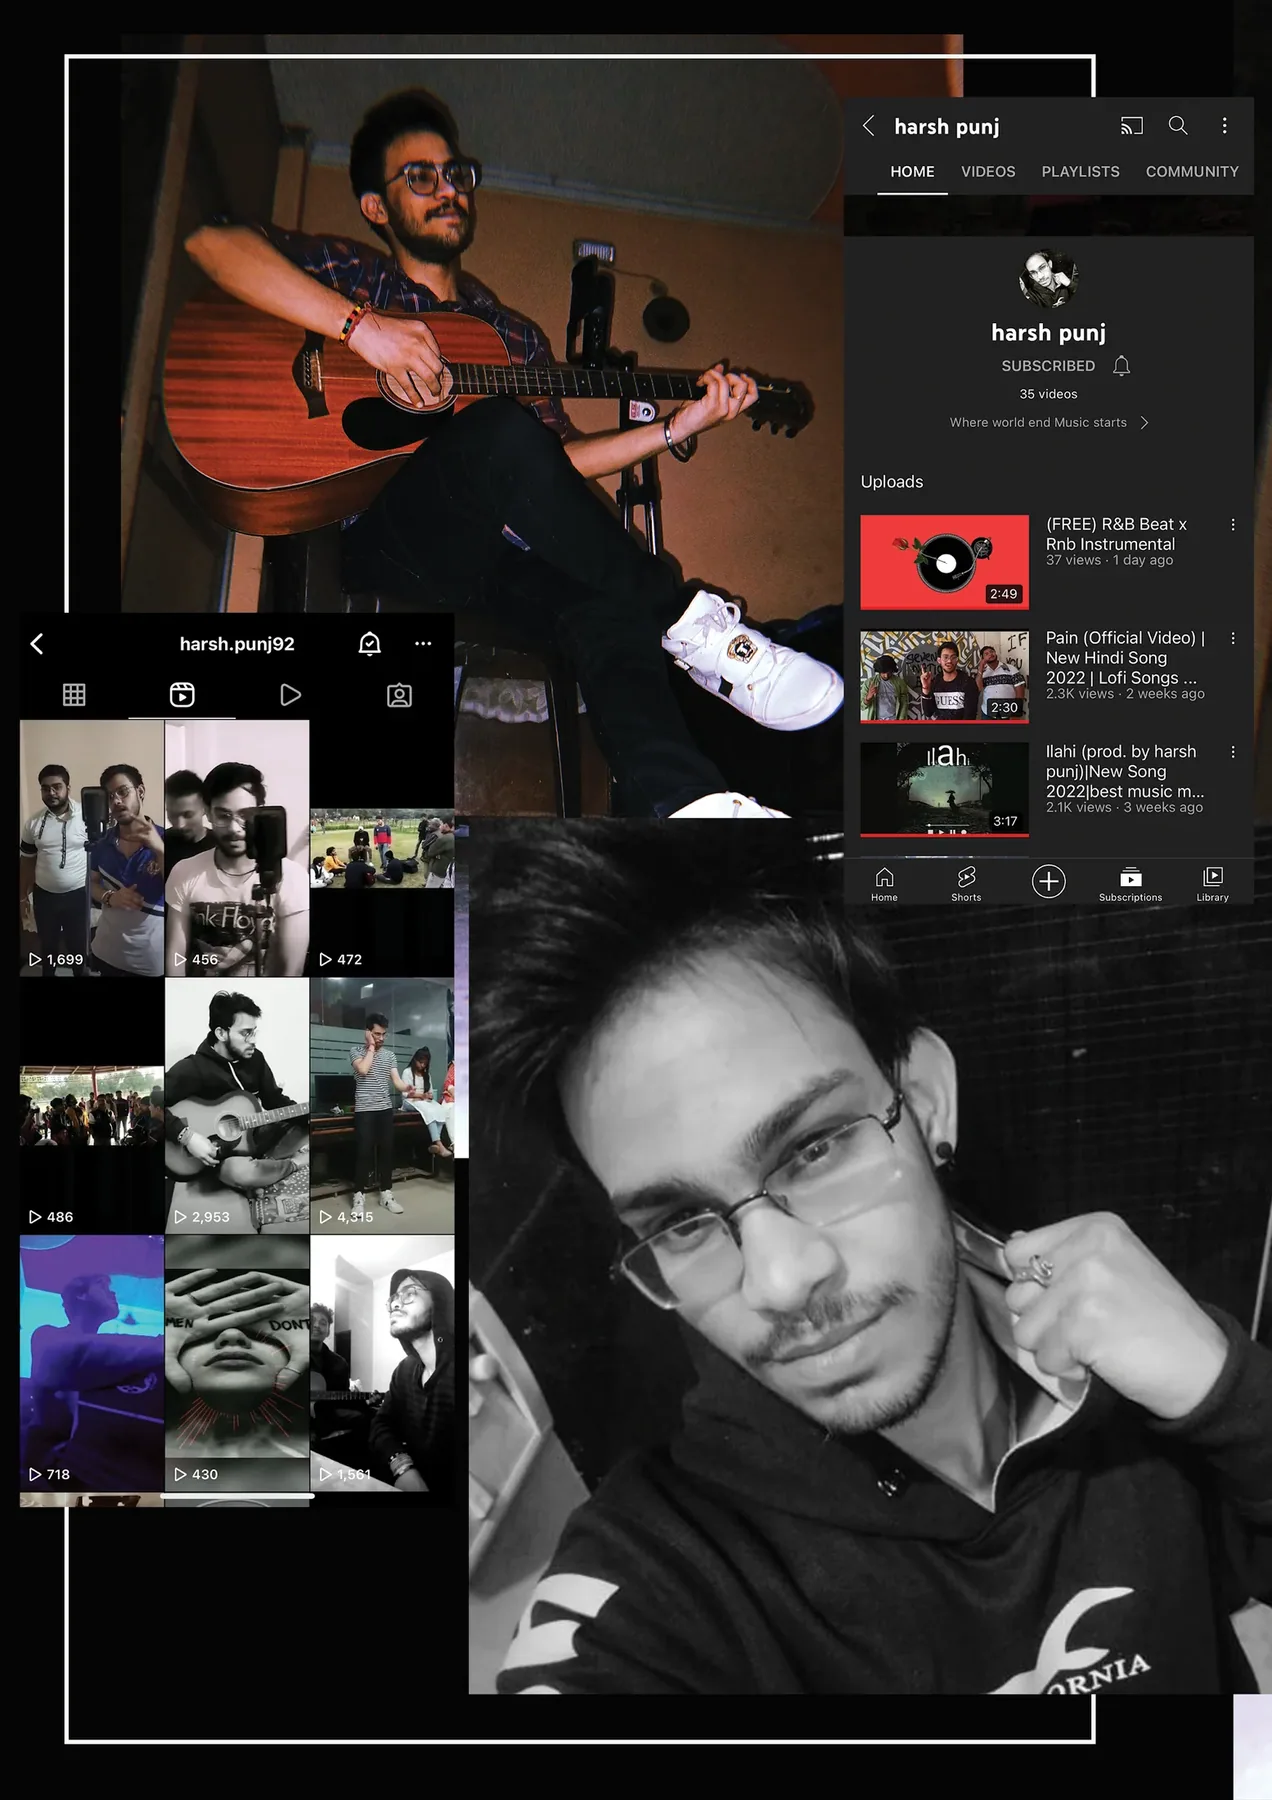 harsh punj
HOME VIDEOS PLAYLISTS COMMUNITY
harsh punj
SUBSCRIBED
35 videos
Where world end Music starts
Uploads
(FREE) R&B Beat x
Rnb Instrumental
37 views · 1 day ago
2:49
Pain (Official Video) |
New Hindi Song
2022 | Lofi Songs ...
2.3K views · 2 weeks ago
GUESS
2:30
Ilahi (prod. by harsh
punj)|New Song
2022|best music m...
2.1K views · 3 weeks ago
3:17
Home Shorts Subscriptions Library
harsh.punj92
1,699
456
472
486
2,953
4,315
MEN DONT
718
430
1,561